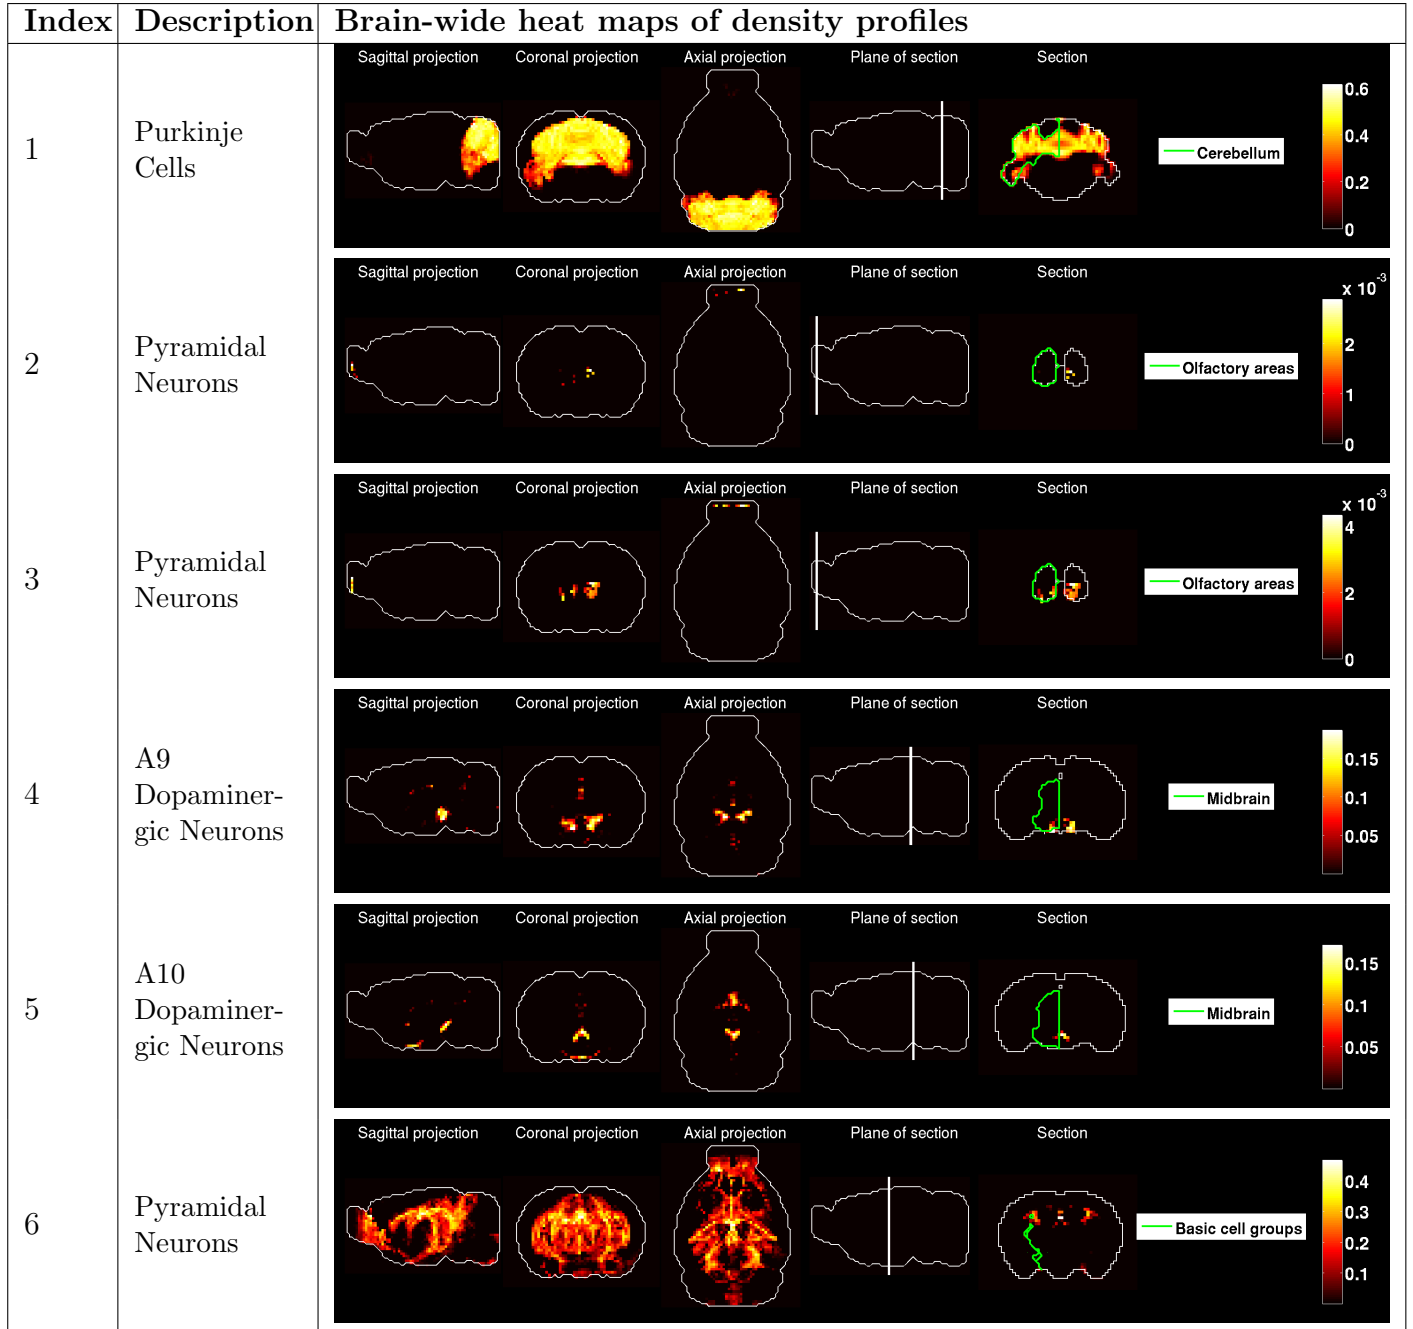 Index Description Brain-wide heat maps of density profiles
Sagittal projection Coronal projection Axial projection Plane of section Section
1
Purkinje
Cells
Cerebellum
0.6
0.4
0.2
0
Sagittal projection Coronal projection Axial projection Plane of section Section
2
Pyramidal
Neurons
Olfactory areas
x 10-3
2
1
0
Sagittal projection Coronal projection Axial projection Plane of section Section
3
Pyramidal
Neurons
Olfactory areas
x 10-3
4
2
0
Sagittal projection Coronal projection Axial projection Plane of section Section
4
A9
Dopaminer-
gic Neurons
Midbrain
0.15
0.1
0.05
Sagittal projection Coronal projection Axial projection Plane of section Section
5
A10
Dopaminer-
gic Neurons
Midbrain
0.15
0.1
0.05
Sagittal projection Coronal projection Axial projection Plane of section Section
6
Pyramidal
Neurons
Basic cell groups
0.4
0.3
0.2
0.1